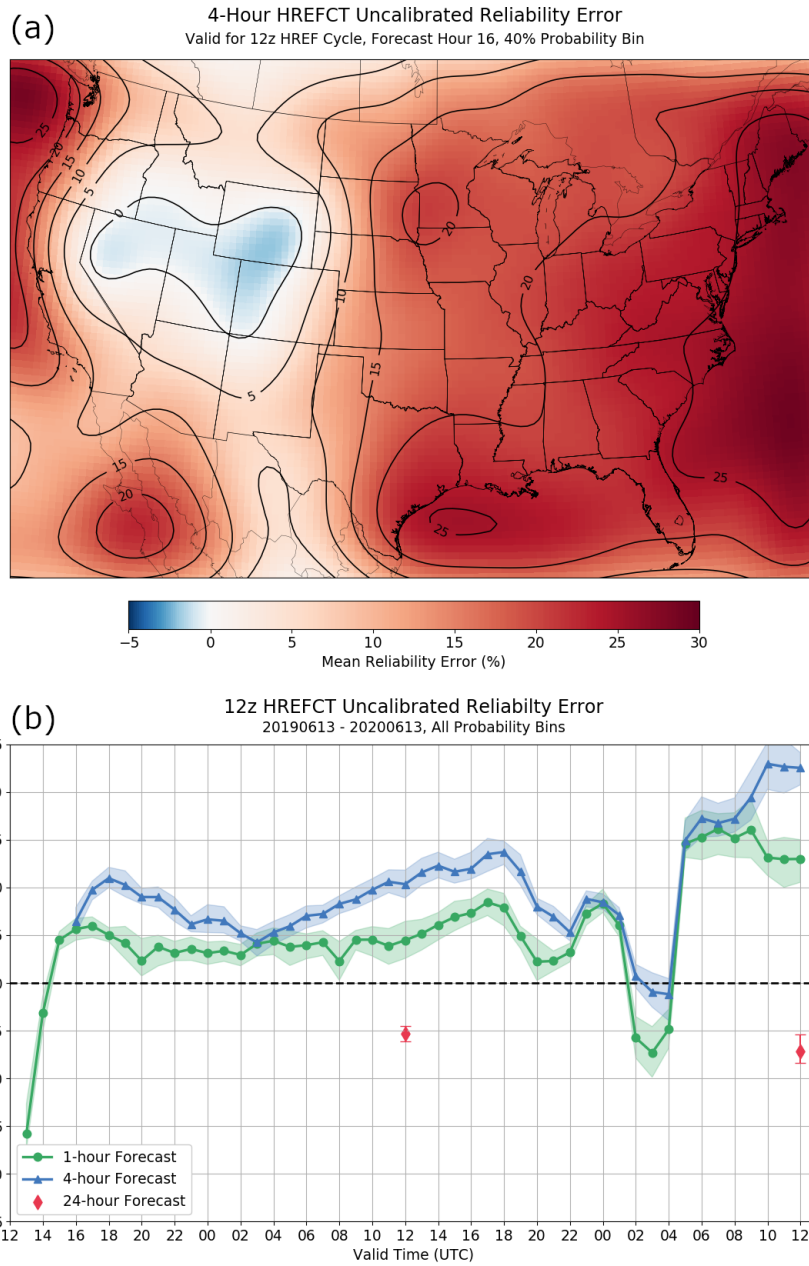 (a)
4-Hour HREFCT Uncalibrated Reliability Error
Valid for 12z HREF Cycle, Forecast Hour 16, 40% Probability Bin
25
20
15
10
5
0
20
10
20
15
5
15
20
25
25
−5 0 5 10 15 20 25 30
Mean Reliability Error (%)
(b)
12z HREFCT Uncalibrated Reliabilty Error
20190613 - 20200613, All Probability Bins
1-hour Forecast
4-hour Forecast
24-hour Forecast
12 14 16 18 20 22 00 02 04 06 08 10 12 14 16 18 20 22 00 02 04 06 08 10 12
Valid Time (UTC)